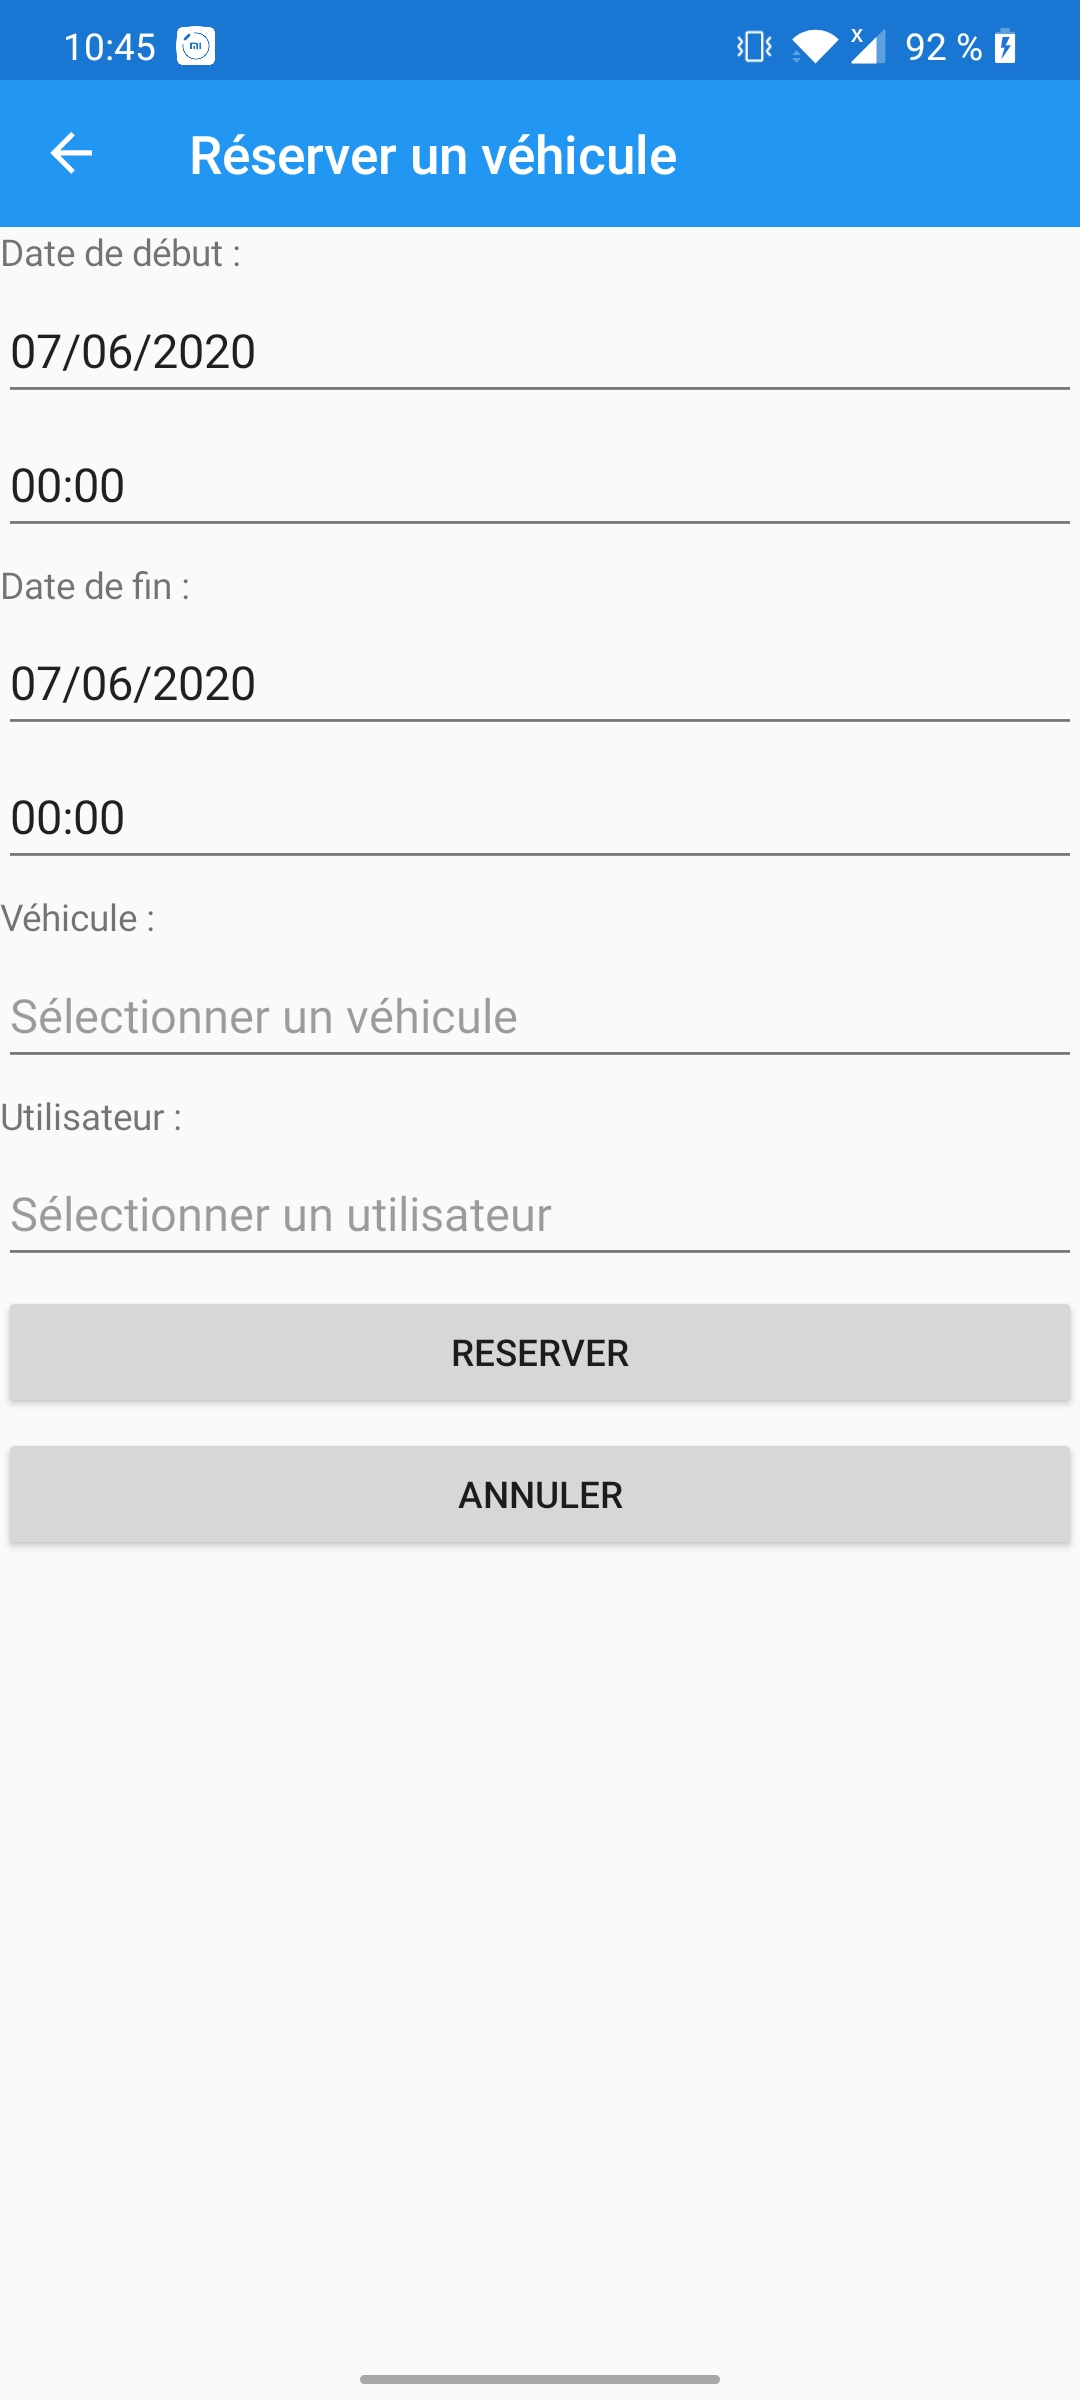 10:45
92 %
Réserver un véhicule
Date de début :
07/06/2020
00:00
Date de fin :
07/06/2020
00:00
Véhicule :
Sélectionner un véhicule
Utilisateur :
Sélectionner un utilisateur
RESERVER
ANNULER